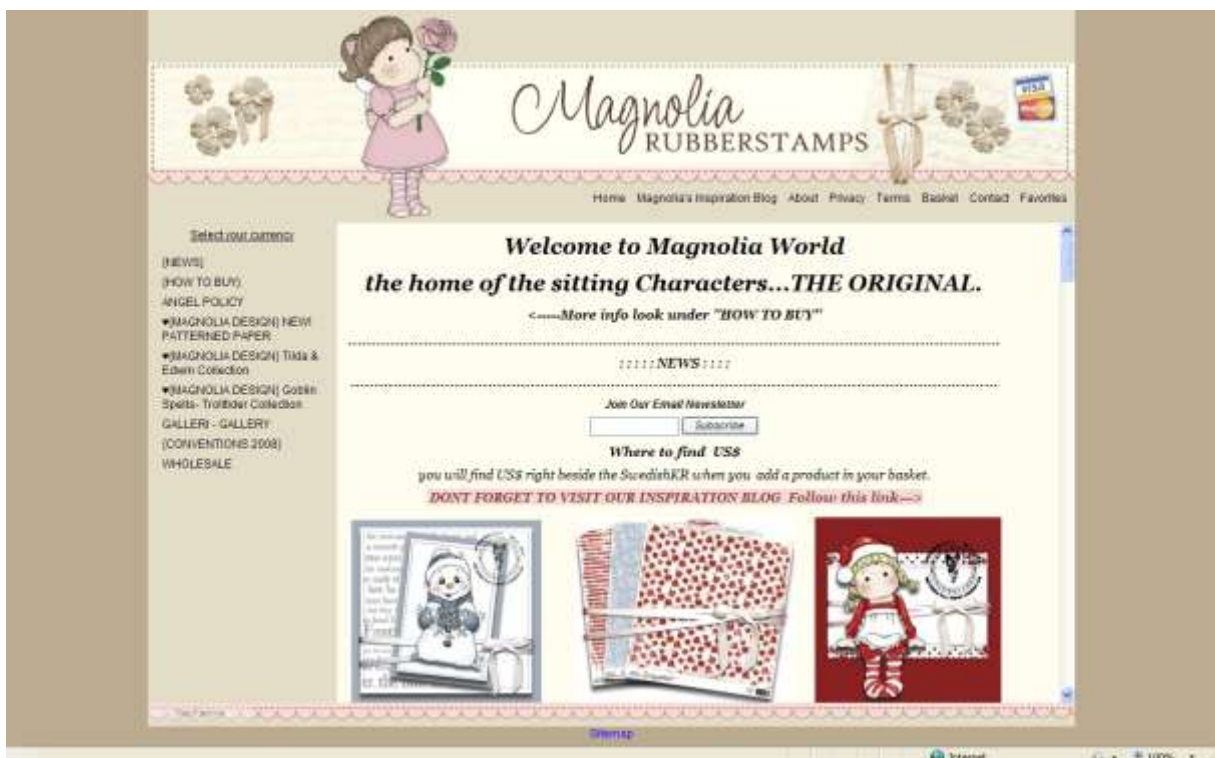 Magnolia
RUBBERSTAMPS
VISA
Home Magnolia's Inspiration Blog About Privacy Terms Basket Contact Favorites
Select your currency
{NEWS}
{HOW TO BUY}
ANGEL POLICY
♥{MAGNOLIA DESIGN} NEW!
PATTERNED PAPER
♥{MAGNOLIA DESIGN} Tilda &
Edwin Collection
♥{MAGNOLIA DESIGN} Goblin
Spells- Trollfider Collection
GALLERI - GALLERY
{CONVENTIONS 2008}
WHOLESALE
Welcome to Magnolia World
the home of the sitting Characters...THE ORIGINAL.
<-----More info look under "HOW TO BUY"
: : : : : NEWS : : : :
Join Our Email Newsletter
Subscribe
Where to find US$
you will find US$ right beside the SwedishKR when you add a product in your basket.
DONT FORGET TO VISIT OUR INSPIRATION BLOG Follow this link--->
Sitemap
Internet
100%